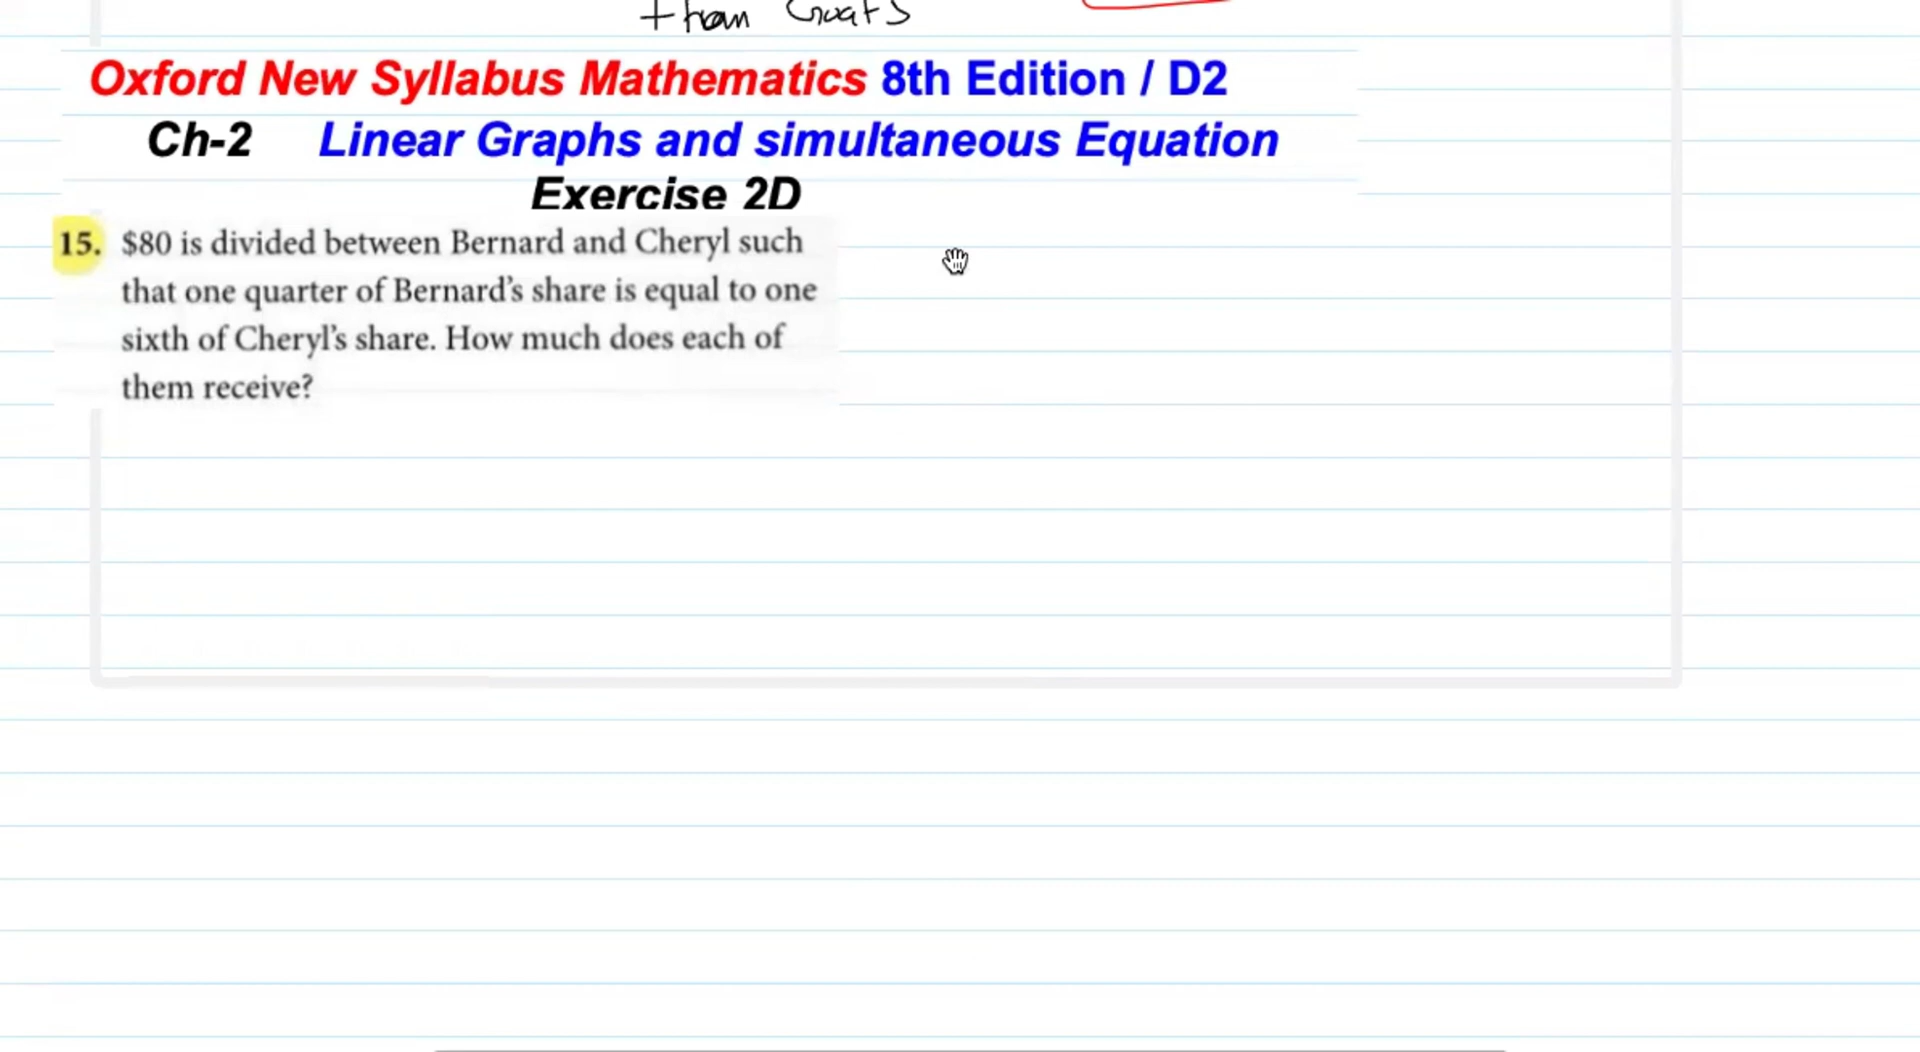 than Goats
Oxford New Syllabus Mathematics 8th Edition / D2
Ch-2 Linear Graphs and simultaneous Equation
Exercise 2D
15. $80 is divided between Bernard and Cheryl such
that one quarter of Bernard's share is equal to one
sixth of Cheryl's share. How much does each of
them receive?